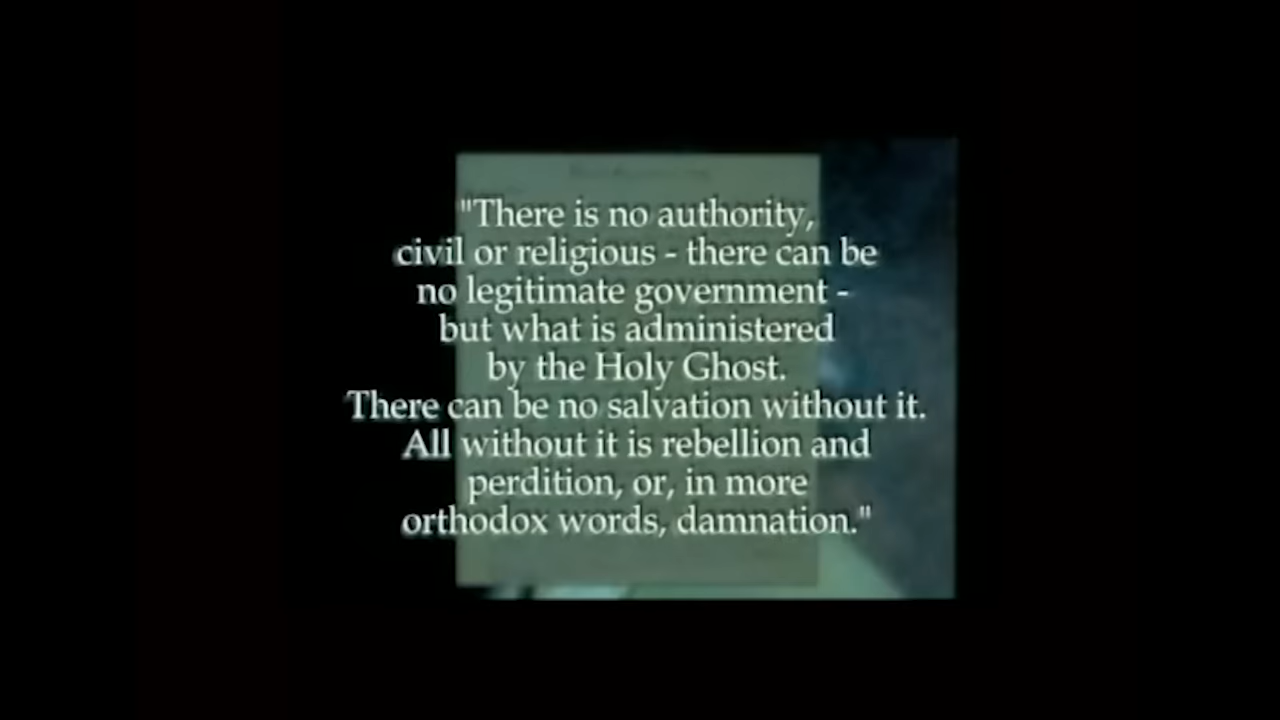 "There is no authority,
civil or religious - there can be
no legitimate government -
but what is administered
by the Holy Ghost.
There can be no salvation without it.
All without it is rebellion and
perdition, or, in more
orthodox words, damnation."